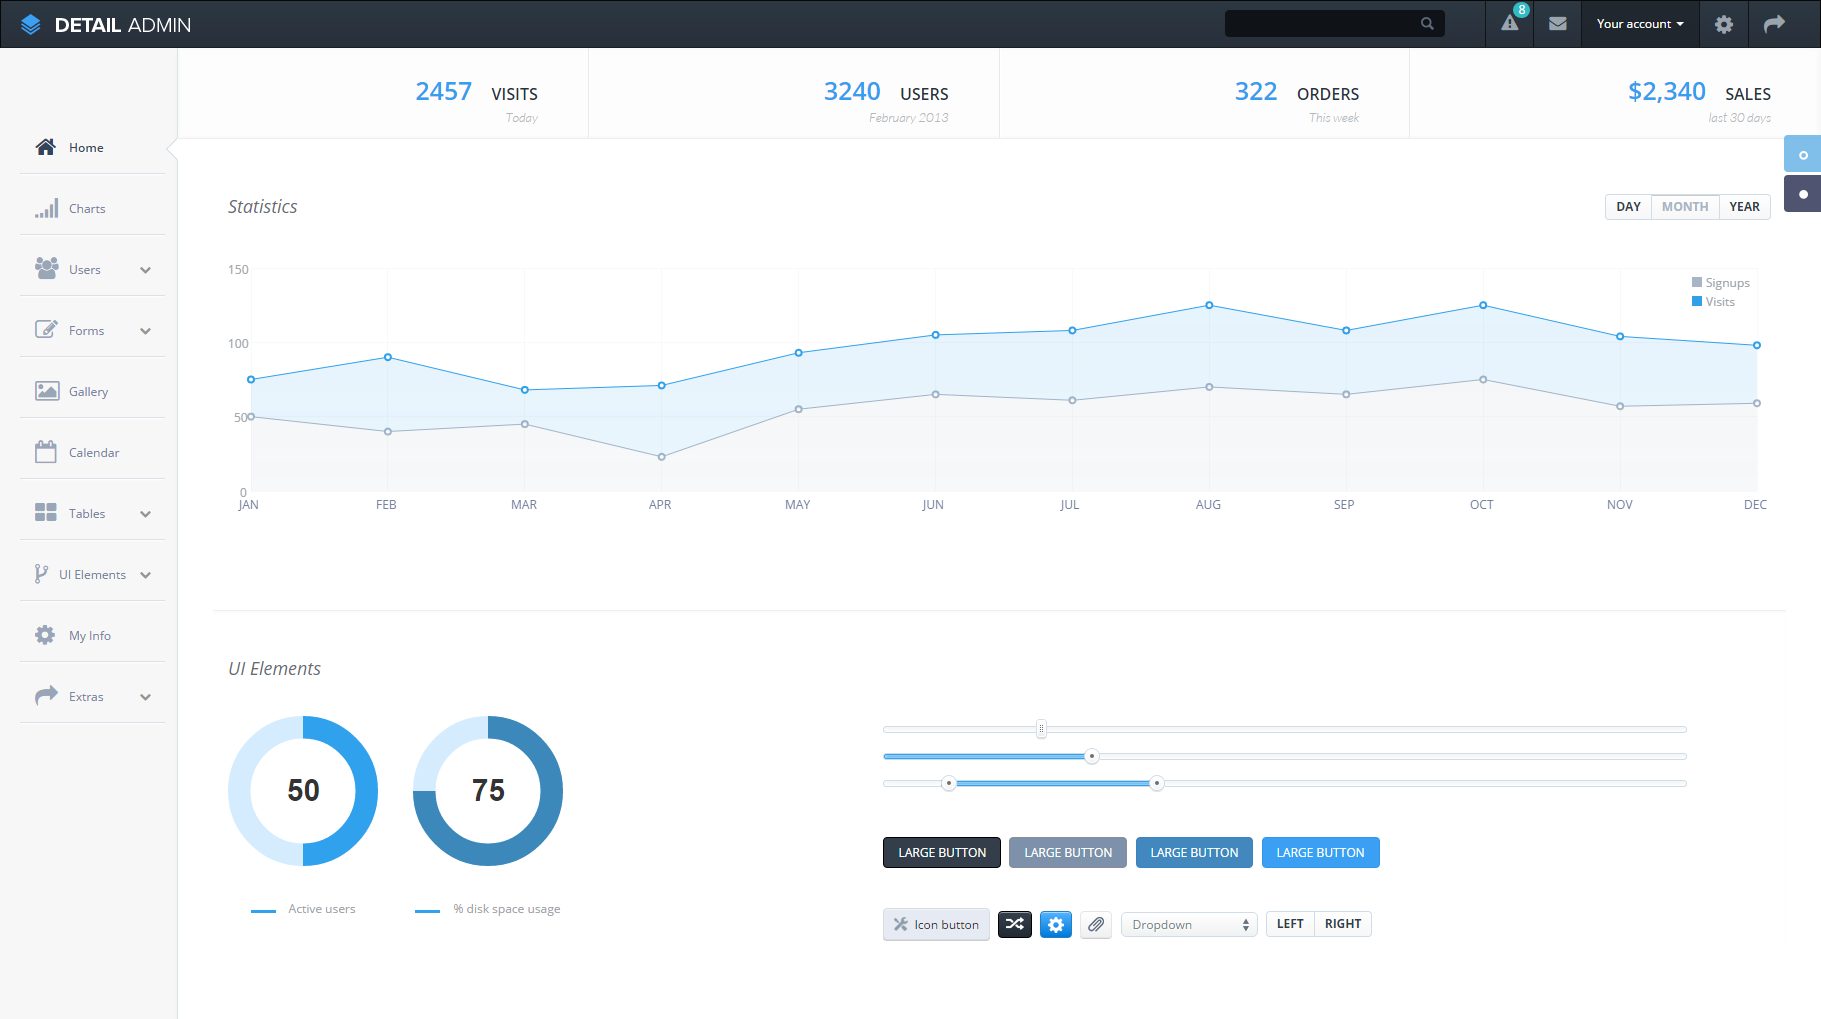 DETAIL ADMIN
8
Your account
2457 VISITS
Today
3240 USERS
February 2013
322 ORDERS
This week
$2,340 SALES
last 30 days
Home
Charts
Users
Forms
Gallery
Calendar
Tables
UI Elements
My Info
Extras
Statistics
DAY MONTH YEAR
150
100
50
0
Signups
Visits
JAN FEB MAR APR MAY JUN JUL AUG SEP OCT NOV DEC
UI Elements
50
75
Active users
% disk space usage
LARGE BUTTON LARGE BUTTON LARGE BUTTON LARGE BUTTON
Icon button
Dropdown
LEFT RIGHT